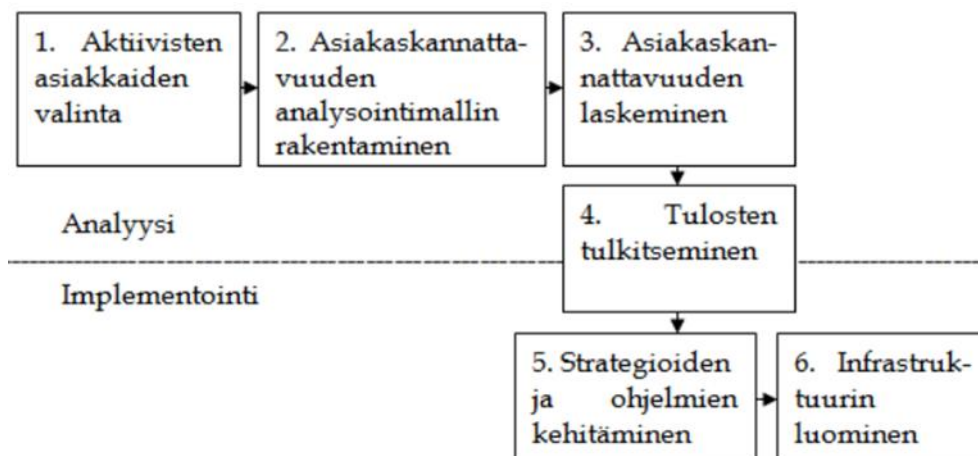 1. Aktiivisten
asiakkaiden
valinta
2. Asiakaskannatta-
vuuden
analysointimallin
rakentaminen
3. Asiakaskan-
nattavuuden
laskeminen
4. Tulosten
tulkitseminen
Analyysi
Implementointi
5. Strategioiden
ja ohjelmien
kehitäminen
6. Infrastruk-
tuurin
luominen